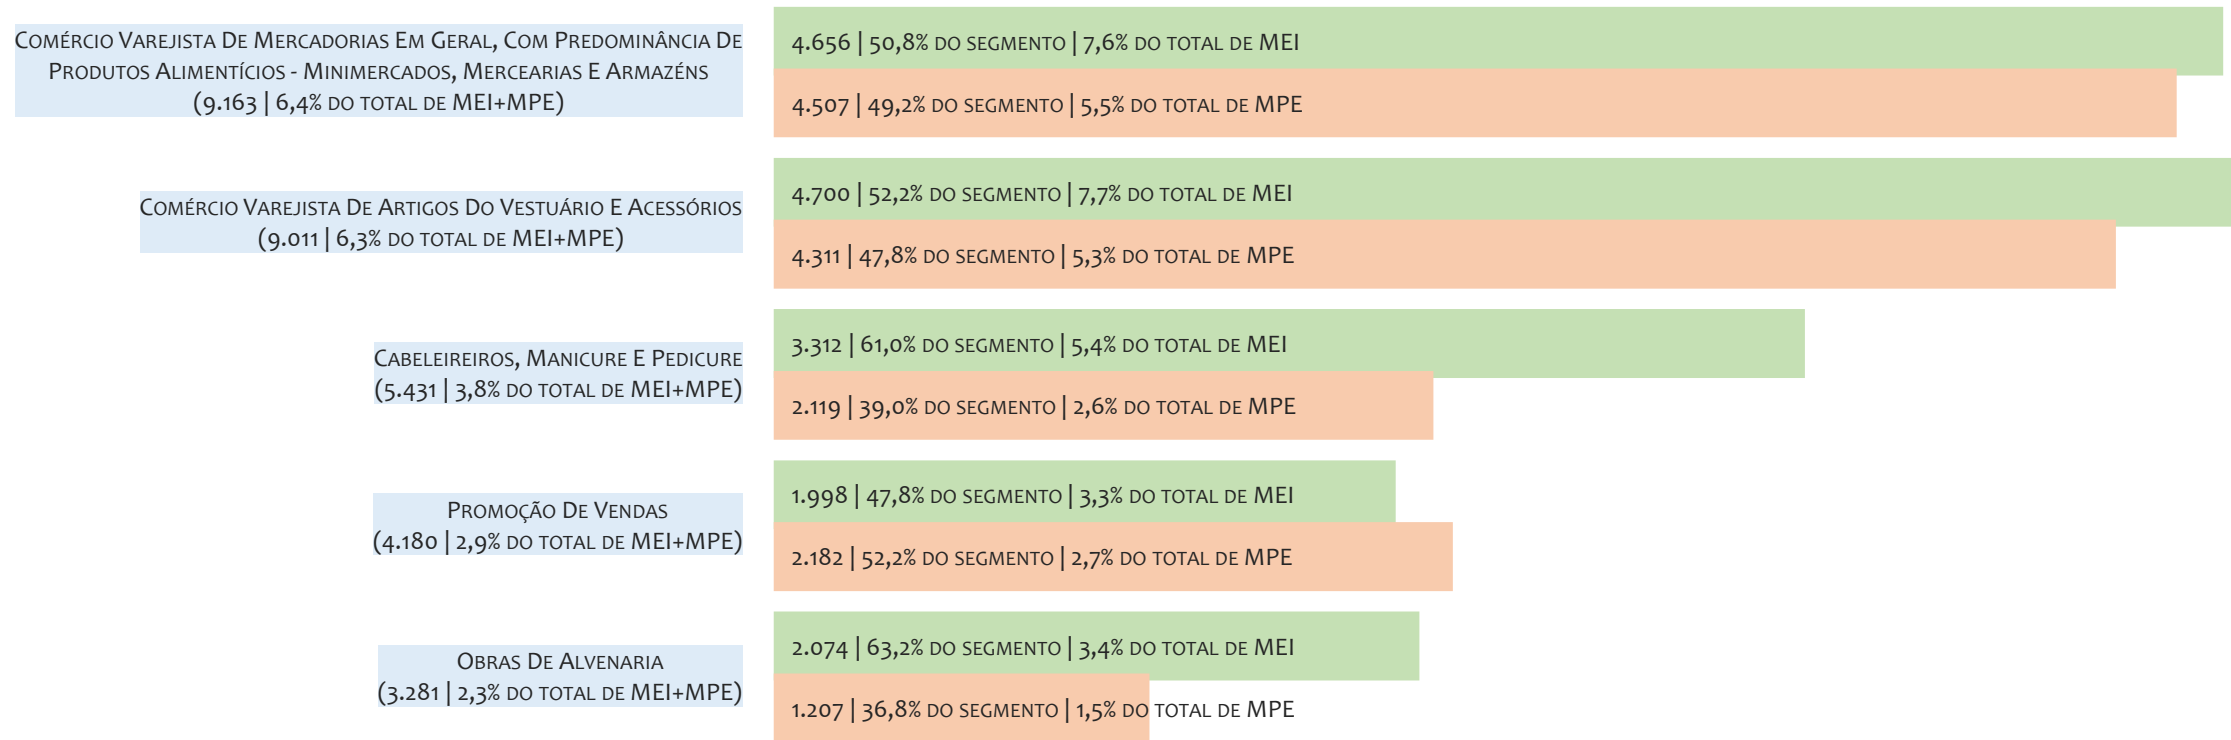 Comércio Varejista De Mercadorias Em Geral, Com Predominância De
Produtos Alimentícios - Minimercados, Mercearias E Armazéns
(9.163 | 6,4% do total de MEI+MPE)
4.656 | 50,8% do segmento | 7,6% do total de MEI
4.507 | 49,2% do segmento | 5,5% do total de MPE
Comércio Varejista De Artigos Do Vestuário E Acessórios
(9.011 | 6,3% do total de MEI+MPE)
4.700 | 52,2% do segmento | 7,7% do total de MEI
4.311 | 47,8% do segmento | 5,3% do total de MPE
Cabeleireiros, Manicure E Pedicure
(5.431 | 3,8% do total de MEI+MPE)
3.312 | 61,0% do segmento | 5,4% do total de MEI
2.119 | 39,0% do segmento | 2,6% do total de MPE
Promoção De Vendas
(4.180 | 2,9% do total de MEI+MPE)
1.998 | 47,8% do segmento | 3,3% do total de MEI
2.182 | 52,2% do segmento | 2,7% do total de MPE
Obras De Alvenaria
(3.281 | 2,3% do total de MEI+MPE)
2.074 | 63,2% do segmento | 3,4% do total de MEI
1.207 | 36,8% do segmento | 1,5% do total de MPE